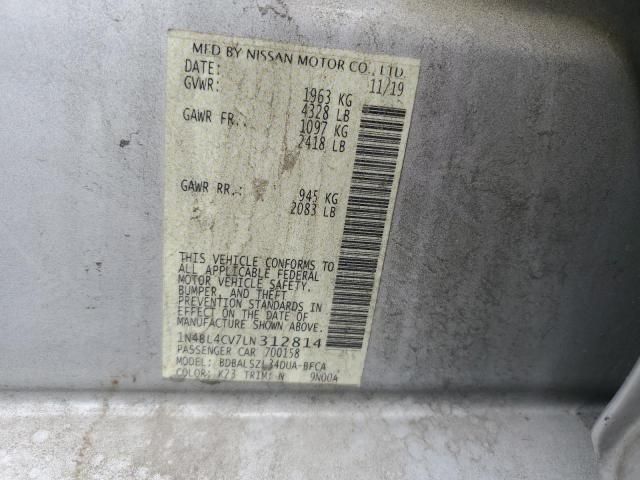 MFD BY NISSAN MOTOR CO., LTD.
DATE: 11/19
GVWR: 1963 KG
4328 LB
GAWR FR.: 1097 KG
2418 LB
GAWR RR.: 945 KG
2083 LB
THIS VEHICLE CONFORMS TO
ALL APPLICABLE FEDERAL
MOTOR VEHICLE SAFETY,
BUMPER, AND THEFT
PREVENTION STANDARDS IN
EFFECT ON THE DATE OF
MANUFACTURE SHOWN ABOVE.
1N4BL4CV7LN312814
PASSENGER CAR 700158
MODEL: BDBALSZL34DUA-BFCA
COLOR: K23 TRIM: N 9N00A